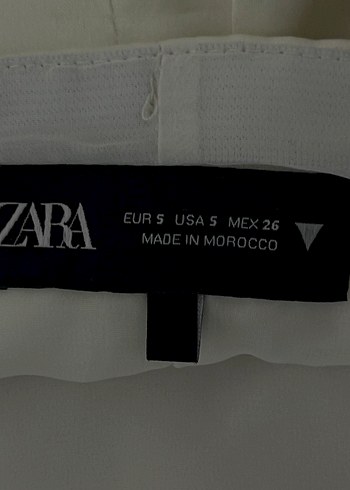 ZARA
EUR S USA S MEX 26
MADE IN MOROCCO